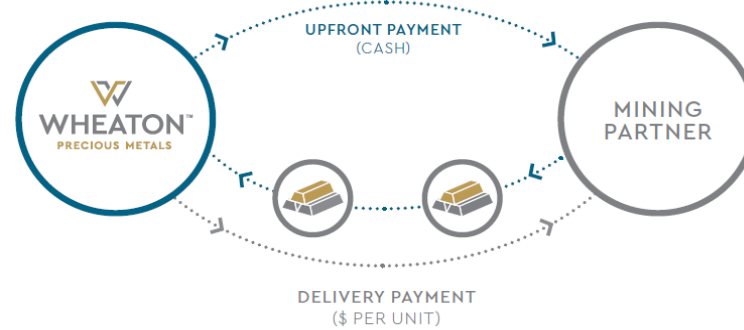 UPFRONT PAYMENT
(CASH)
WHEATON™
PRECIOUS METALS
MINING
PARTNER
DELIVERY PAYMENT
($ PER UNIT)